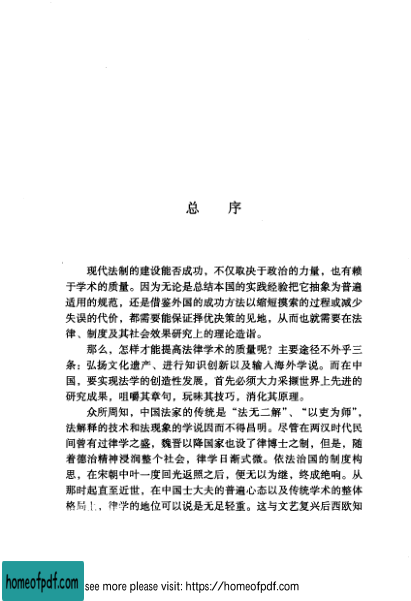 总 序
现代法制的建设能否成功，不仅取决于政治的力量，也有赖
于学术的质量。因为无论是总结本国的实践经验把它抽象为普遍
适用的规范，还是借鉴外国的成功方法以缩短摸索的过程或减少
失误的代价，都需要能保证择优决策的见地，从而也就需要在法
律、制度及其社会效果研究上的理论造诣。
那么，怎样才能提高法律学术的质量呢？主要途径不外乎三
条：弘扬文化遗产、进行知识创新以及输入海外学说。而在中
国，要实现法学的创造性发展，首先必须大力采撷世界上先进的
研究成果，咀嚼其章句，玩味其技巧，消化其原理。
众所周知，中国法家的传统是“法无二解”、“以吏为师”，
法解释的技术和法现象的学说因而不得昌明。尽管在两汉时代民
间曾有过律学之盛，魏晋以降国家也设了律博士之制，但是，随
着德治精神浸润整个社会，律学日渐式微。依法治国的制度构
思，在宋朝中叶一度回光返照之后，便无以为继，终成绝响。从
那时起直至近世，在中国士大夫的普遍心态以及传统学术的整体
格局上，律学的地位可以说是无足轻重。这与文艺复兴后西欧知
homeofpdf.com
see more please visit: https://homeofpdf.com